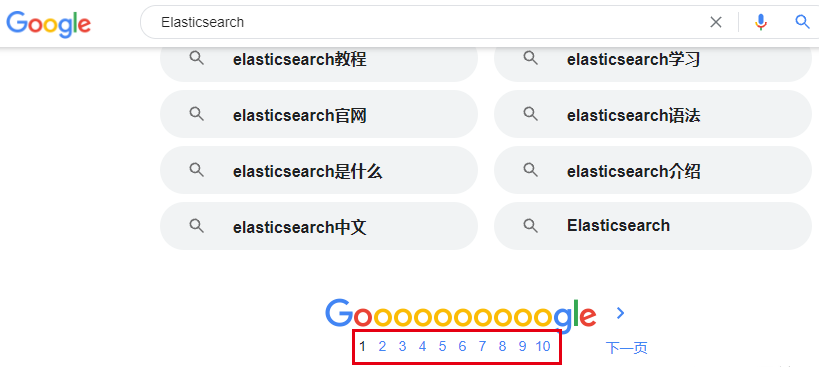 Google Elasticsearch
elasticsearch教程 elasticsearch学习
elasticsearch官网 elasticsearch语法
elasticsearch是什么 elasticsearch介绍
elasticsearch中文 Elasticsearch
Goooooooooogle
1 2 3 4 5 6 7 8 9 10 下一页